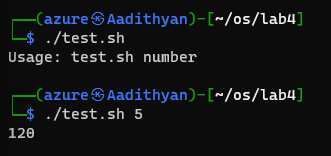 ┌──(azure㉿Aadithyan)-[~/os/lab4]
└─$ ./test.sh
Usage: test.sh number
┌──(azure㉿Aadithyan)-[~/os/lab4]
└─$ ./test.sh 5
120